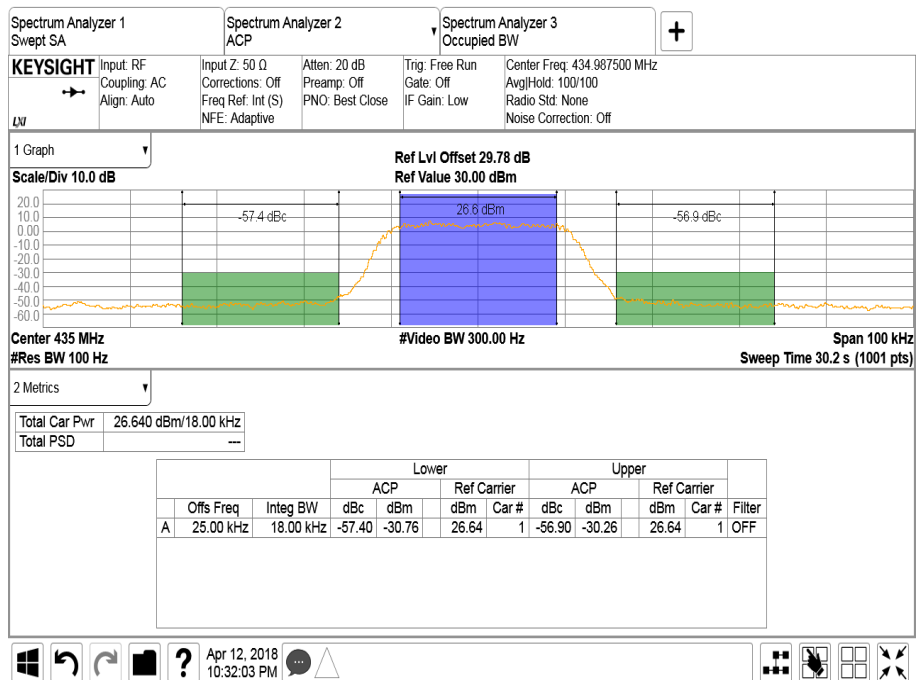 Spectrum Analyzer 1
Swept SA
Spectrum Analyzer 2
ACP
Spectrum Analyzer 3
Occupied BW
+
KEYSIGHT
LXI
Input: RF
Coupling: AC
Align: Auto
Input Z: 50 Ω
Corrections: Off
Freq Ref: Int (S)
NFE: Adaptive
Atten: 20 dB
Preamp: Off
PNO: Best Close
Trig: Free Run
Gate: Off
IF Gain: Low
Center Freq: 434.987500 MHz
Avg|Hold: 100/100
Radio Std: None
Noise Correction: Off
1 Graph
Scale/Div 10.0 dB
Ref Lvl Offset 29.78 dB
Ref Value 30.00 dBm
20.0
10.0
0.00
-10.0
-20.0
-30.0
-40.0
-50.0
-60.0
-57.4 dBc
26.6 dBm
-56.9 dBc
Center 435 MHz
#Video BW 300.00 Hz
Span 100 kHz
#Res BW 100 Hz
Sweep Time 30.2 s (1001 pts)
2 Metrics
Total Car Pwr 26.640 dBm/18.00 kHz
Total PSD ---
Lower Upper
ACP Ref Carrier ACP Ref Carrier
Offs Freq Integ BW dBc dBm dBm Car # dBc dBm dBm Car # Filter
A 25.00 kHz 18.00 kHz -57.40 -30.76 26.64 1 -56.90 -30.26 26.64 1 OFF
?
Apr 12, 2018
10:32:03 PM